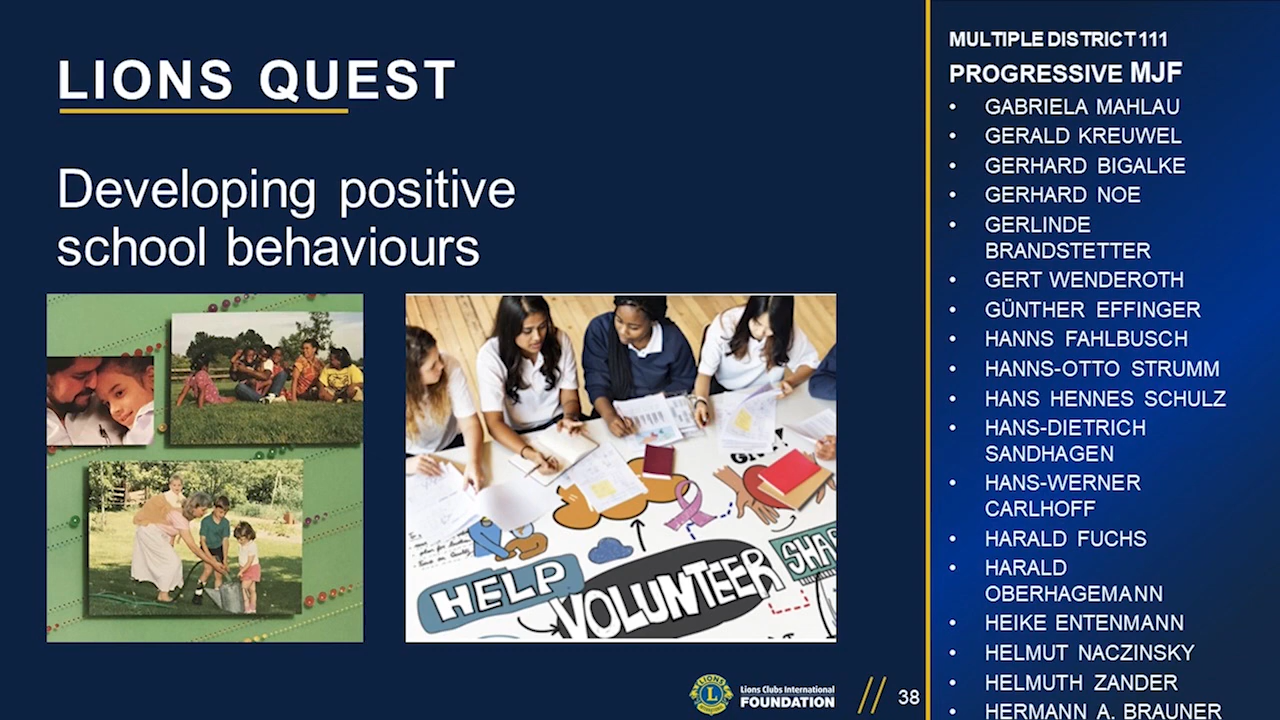 LIONS QUEST
Developing positive
school behaviours
HELP
VOLUNTEER
SHA
LIONS
L
INTERNATIONAL
Lions Clubs International
FOUNDATION
38
MULTIPLE DISTRICT 111
PROGRESSIVE MJF
• GABRIELA MAHLAU
• GERALD KREUWEL
• GERHARD BIGALKE
• GERHARD NOE
• GERLINDE
BRANDSTETTER
• GERT WENDEROTH
• GÜNTHER EFFINGER
• HANNS FAHLBUSCH
• HANNS-OTTO STRUMM
• HANS HENNES SCHULZ
• HANS-DIETRICH
SANDHAGEN
• HANS-WERNER
CARLHOFF
• HARALD FUCHS
• HARALD
OBERHAGEMANN
• HEIKE ENTENMANN
• HELMUT NACZINSKY
• HELMUTH ZANDER
• HERMANN A. BRAUNER